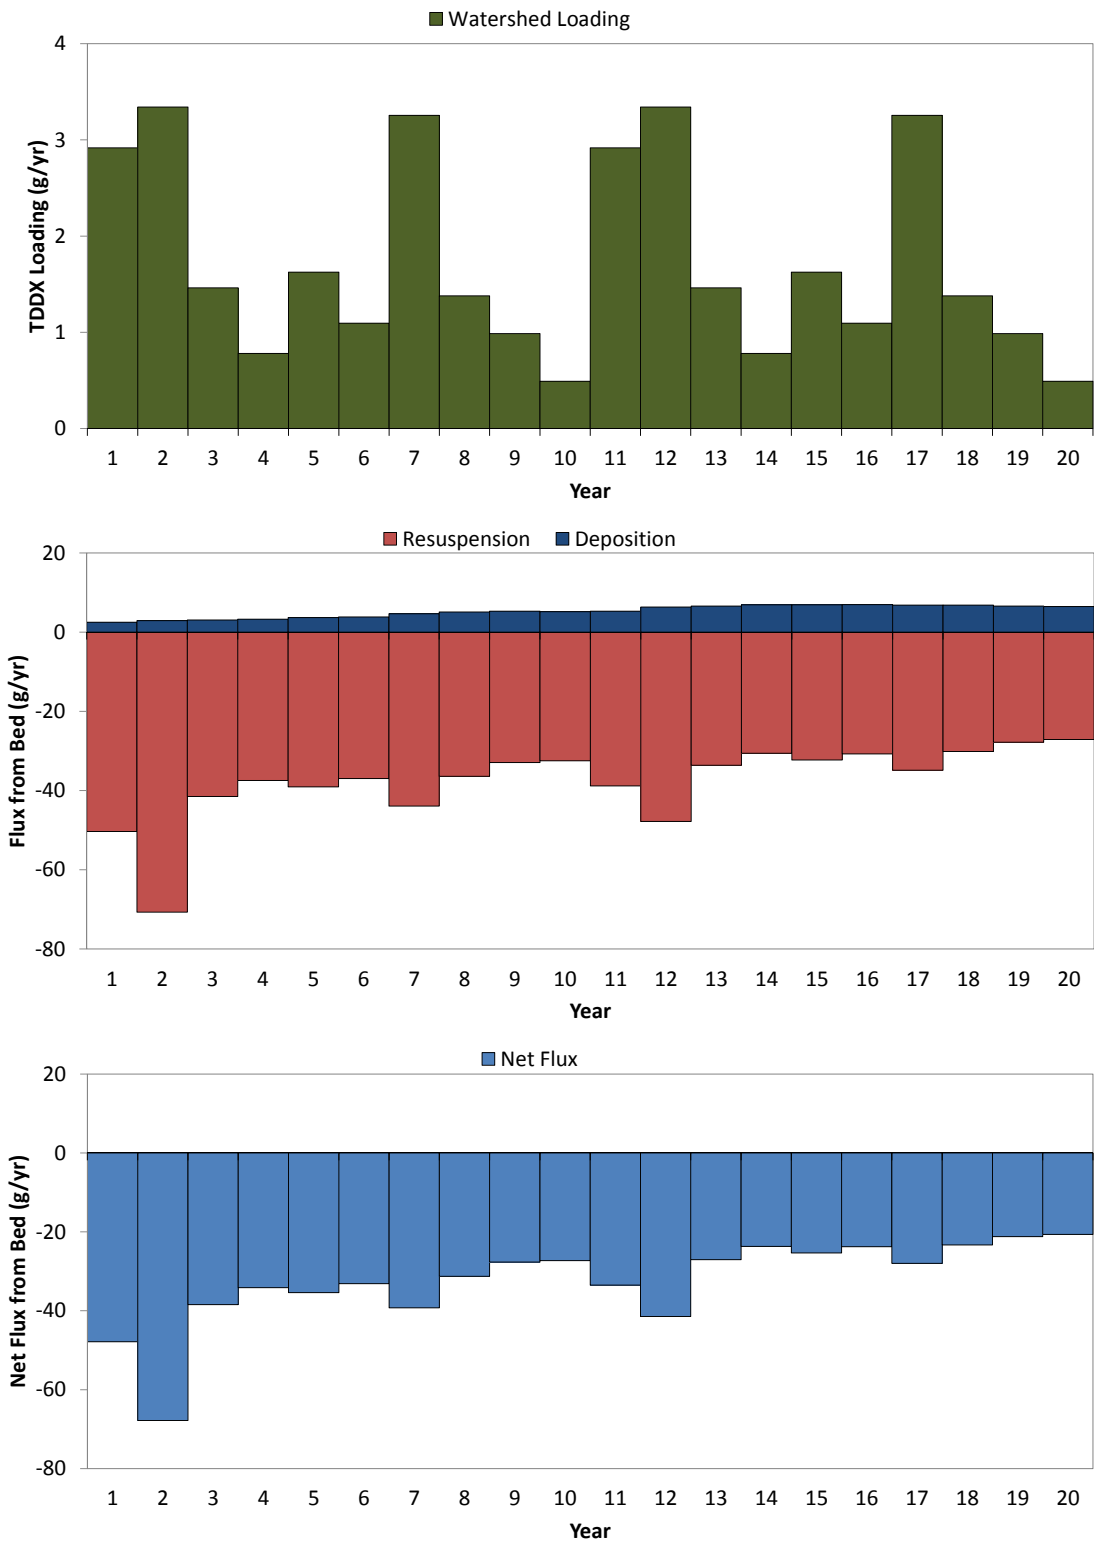 Watershed Loading
4
3
2
1
0
TDDX Loading (g/yr)
1 2 3 4 5 6 7 8 9 10 11 12 13 14 15 16 17 18 19 20
Year
Resuspension Deposition
20
0
-20
-40
-60
-80
Flux from Bed (g/yr)
1 2 3 4 5 6 7 8 9 10 11 12 13 14 15 16 17 18 19 20
Year
Net Flux
20
0
-20
-40
-60
-80
Net Flux from Bed (g/yr)
1 2 3 4 5 6 7 8 9 10 11 12 13 14 15 16 17 18 19 20
Year